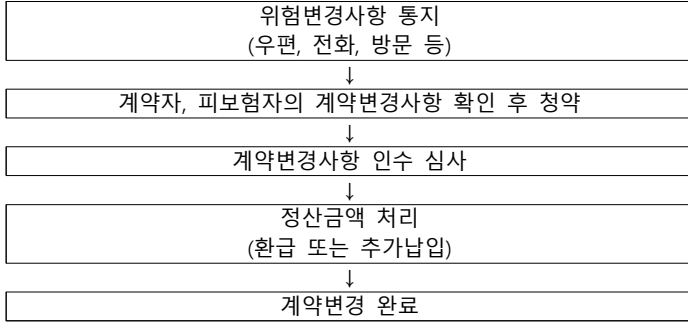 위험변경사항 통지
(우편, 전화, 방문 등)
↓
계약자, 피보험자의 계약변경사항 확인 후 청약
↓
계약변경사항 인수 심사
↓
정산금액 처리
(환급 또는 추가납입)
↓
계약변경 완료